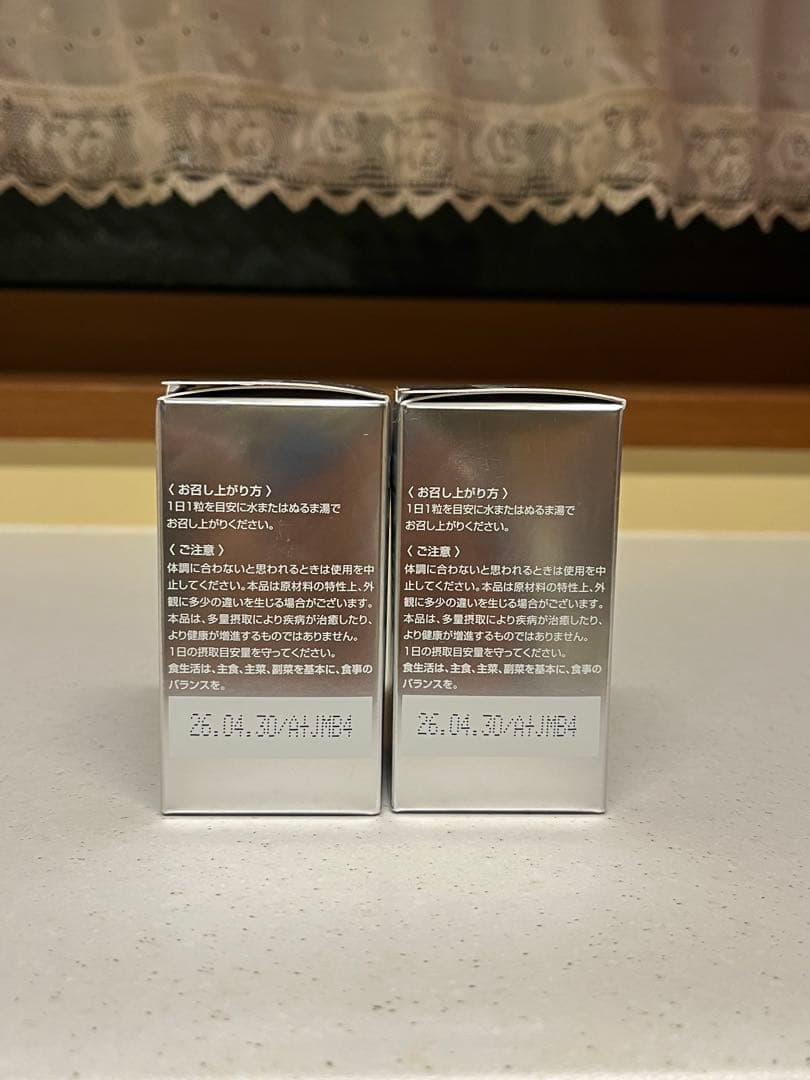 〈 お召し上がり方 〉
1日1粒を目安に水またはぬるま湯で
お召し上がりください。
〈 ご注意 〉
体調に合わないと思われるときは使用を中
止してください。本品は原材料の特性上、外
観に多少の違いを生じる場合がございます。
本品は、多量摂取により疾病が治癒したり、
より健康が増進するものではありません。
1日の摂取目安量を守ってください。
食生活は、主食、主菜、副菜を基本に、食事の
バランスを。
26.04.30/A+JMB4
〈 お召し上がり方 〉
1日1粒を目安に水またはぬるま湯で
お召し上がりください。
〈 ご注意 〉
体調に合わないと思われるときは使用を中
止してください。本品は原材料の特性上、外
観に多少の違いを生じる場合がございます。
本品は、多量摂取により疾病が治癒したり、
より健康が増進するものではありません。
1日の摂取目安量を守ってください。
食生活は、主食、主菜、副菜を基本に、食事の
バランスを。
26.04.30/A+JMB4